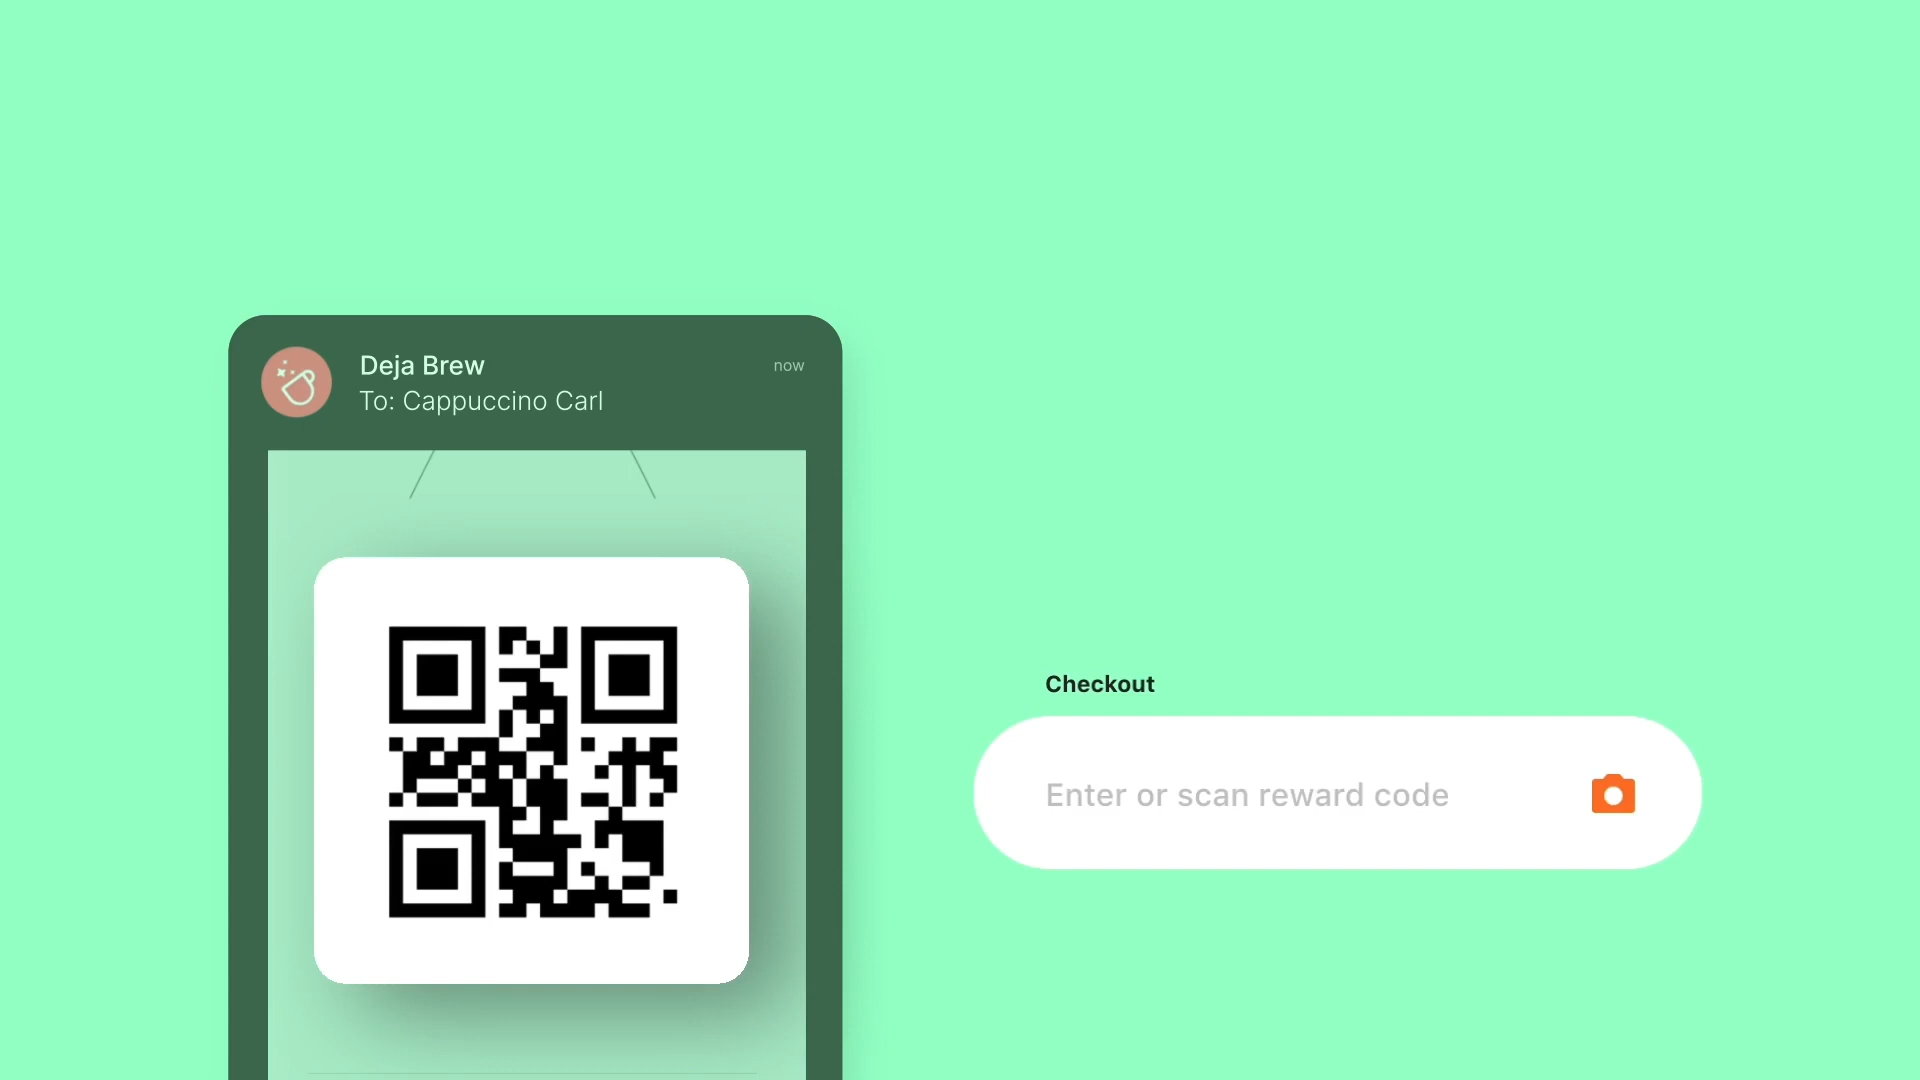 Deja Brew
now
To: Cappuccino Carl
Checkout
Enter or scan reward code